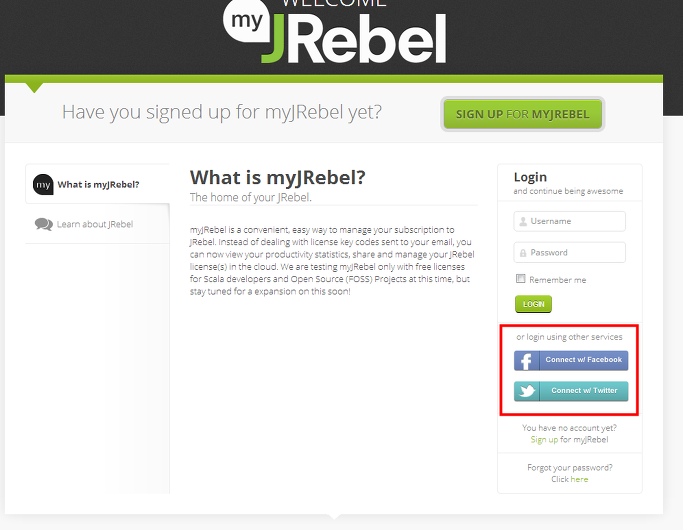 WELCOME
my
JRebel
Have you signed up for myJRebel yet?
SIGN UP FOR MYJREBEL
my What is myJRebel?
Learn about JRebel
What is myJRebel?
The home of your JRebel.
myJRebel is a convenient, easy way to manage your subscription to
JRebel. Instead of dealing with license key codes sent to your email, you
can now view your productivity statistics, share and manage your JRebel
license(s) in the cloud. We are testing myJRebel only with free licenses
for Scala developers and Open Source (FOSS) Projects at this time, but
stay tuned for a expansion on this soon!
Login
and continue being awesome
Username
Password
Remember me
LOGIN
or login using other services
f Connect w/ Facebook
Connect w/ Twitter
You have no account yet?
Sign up for myJRebel
Forgot your password?
Click here